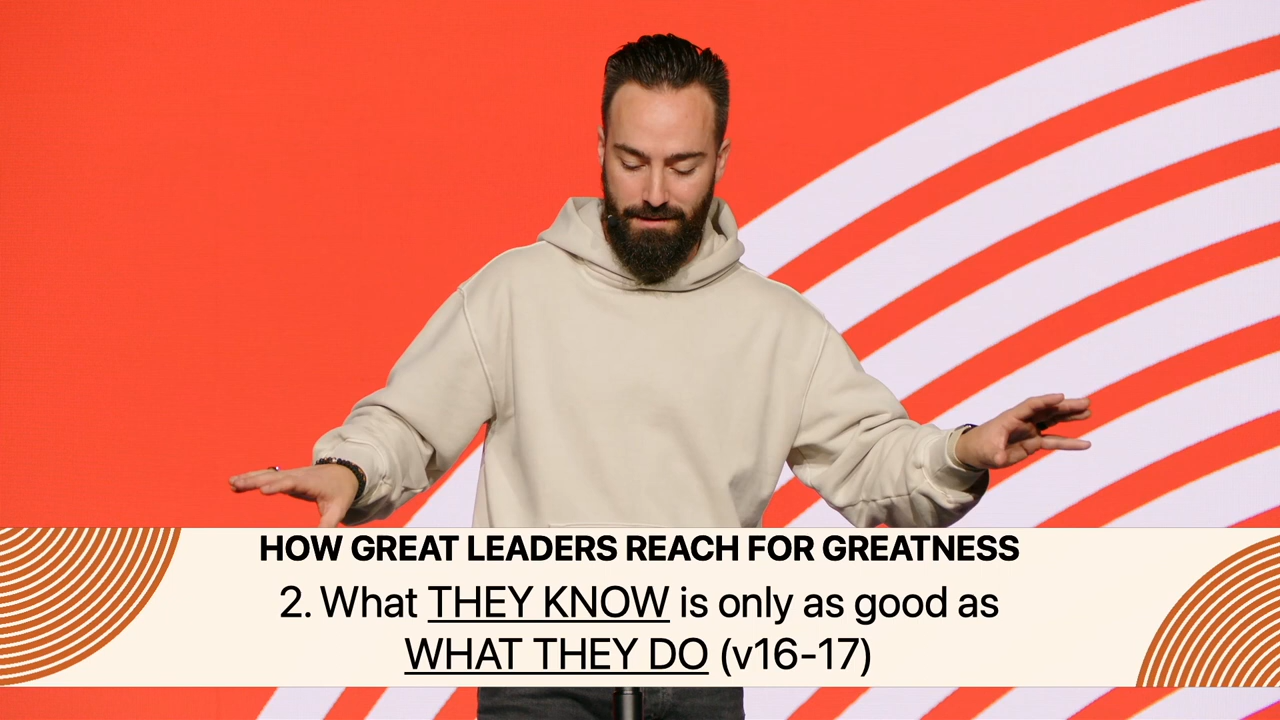 HOW GREAT LEADERS REACH FOR GREATNESS
2. What THEY KNOW is only as good as
WHAT THEY DO (v16-17)